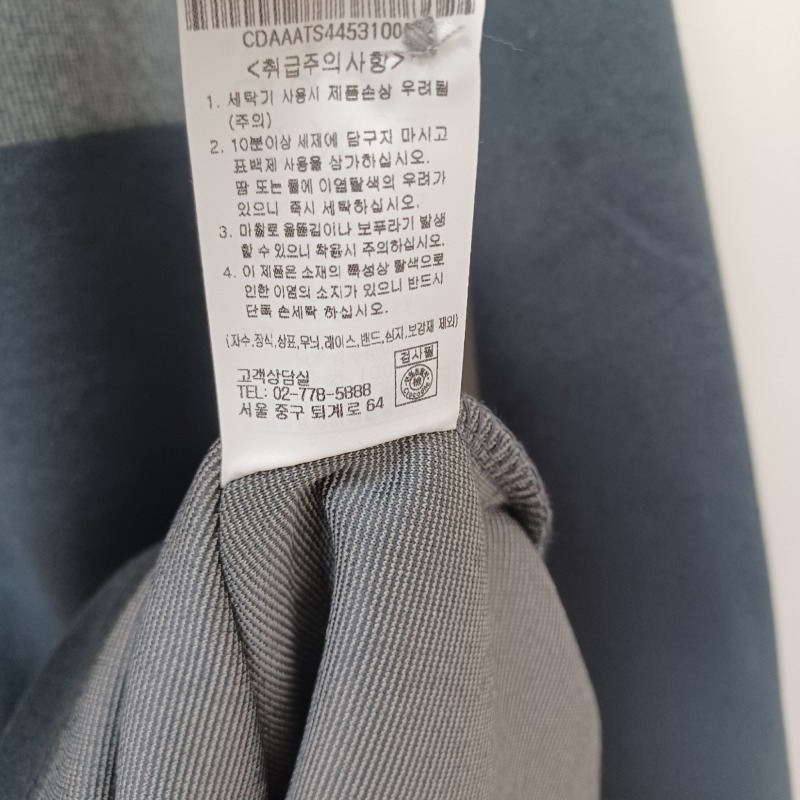 CDAAATS4453100
<취급주의사항>
1. 세탁기 사용시 제품손상 우려됨
(주의)
2. 10분이상 세제에 담구지 마시고
표백제 사용을 삼가하십시오.
땀 또는 물에 이염탈색의 우려가
있으니 즉시 세탁하십시오.
3. 마찰로 올뜯김이나 보푸라기 발생
할 수 있으니 착용시 주의하십시오.
4. 이 제품은 소재의 특성상 탈색으로
인한 이염의 소지가 있으니 반드시
단독 손세탁 하십시오.
(자수,장식,상표,무늬,레이스,밴드,심지,보강재 제외)
검사필
고객상담실
TEL: 02-778-5888
서울 중구 퇴계로 64